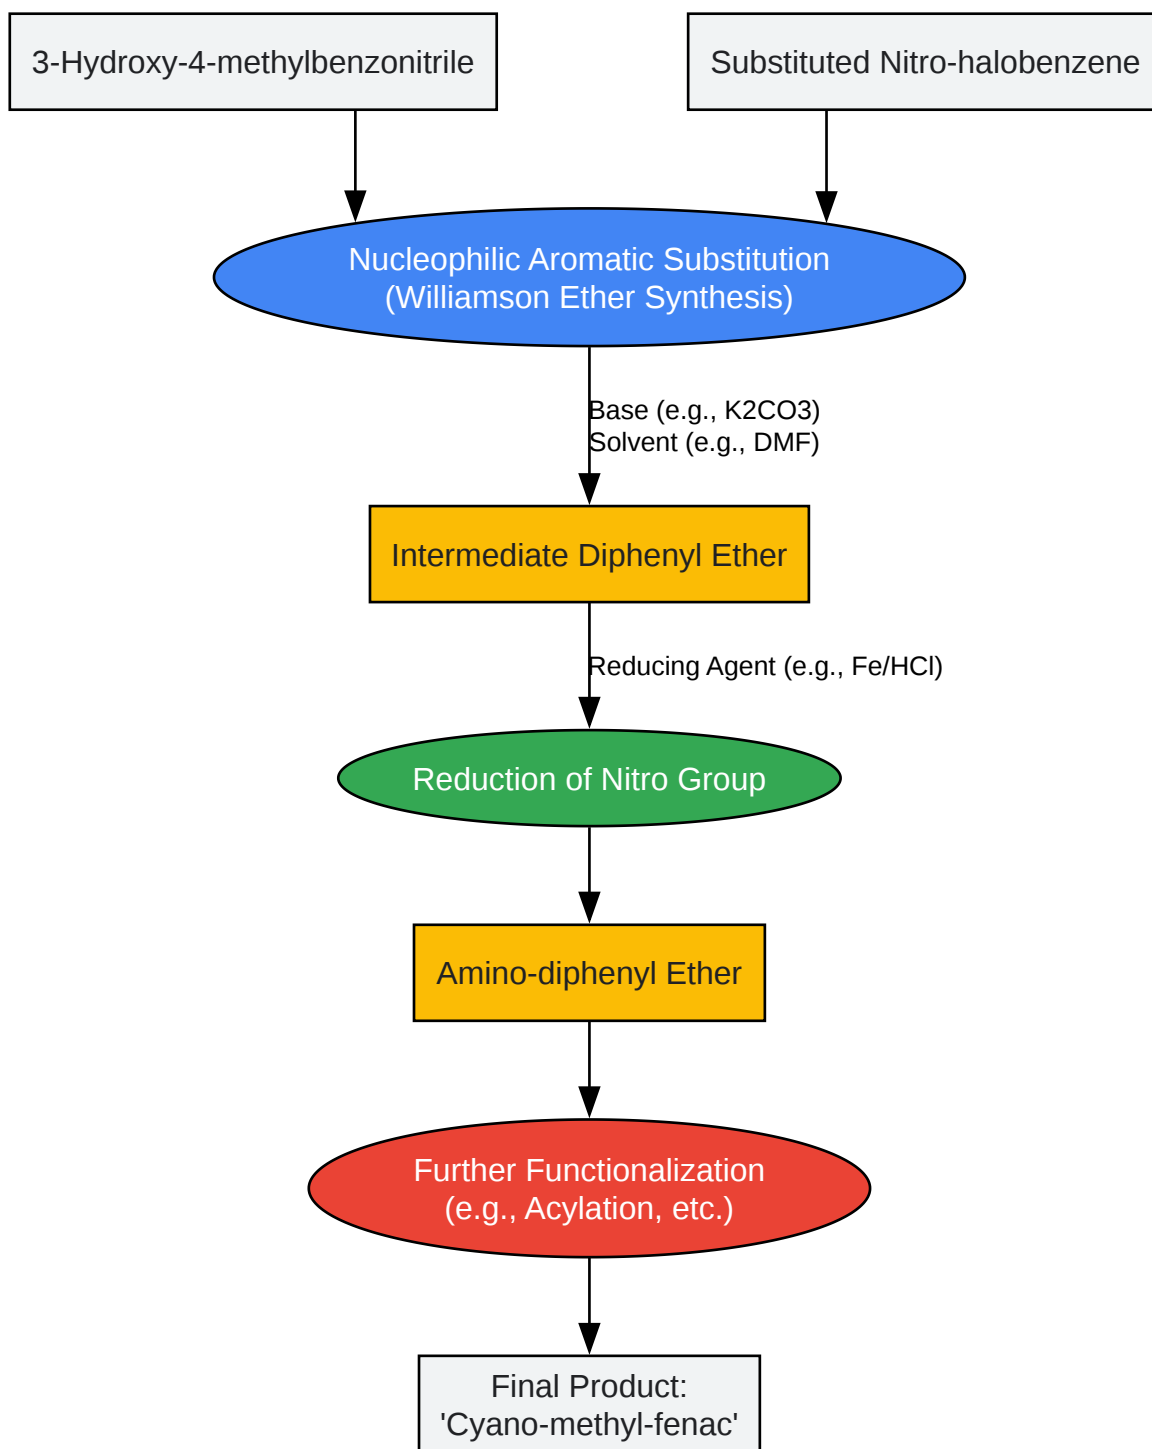 3-Hydroxy-4-methylbenzonitrile
Substituted Nitro-halobenzene
Nucleophilic Aromatic Substitution
(Williamson Ether Synthesis)
Base (e.g., K2CO3)
Solvent (e.g., DMF)
Intermediate Diphenyl Ether
Reducing Agent (e.g., Fe/HCl)
Reduction of Nitro Group
Amino-diphenyl Ether
Further Functionalization
(e.g., Acylation, etc.)
Final Product:
'Cyano-methyl-fenac'